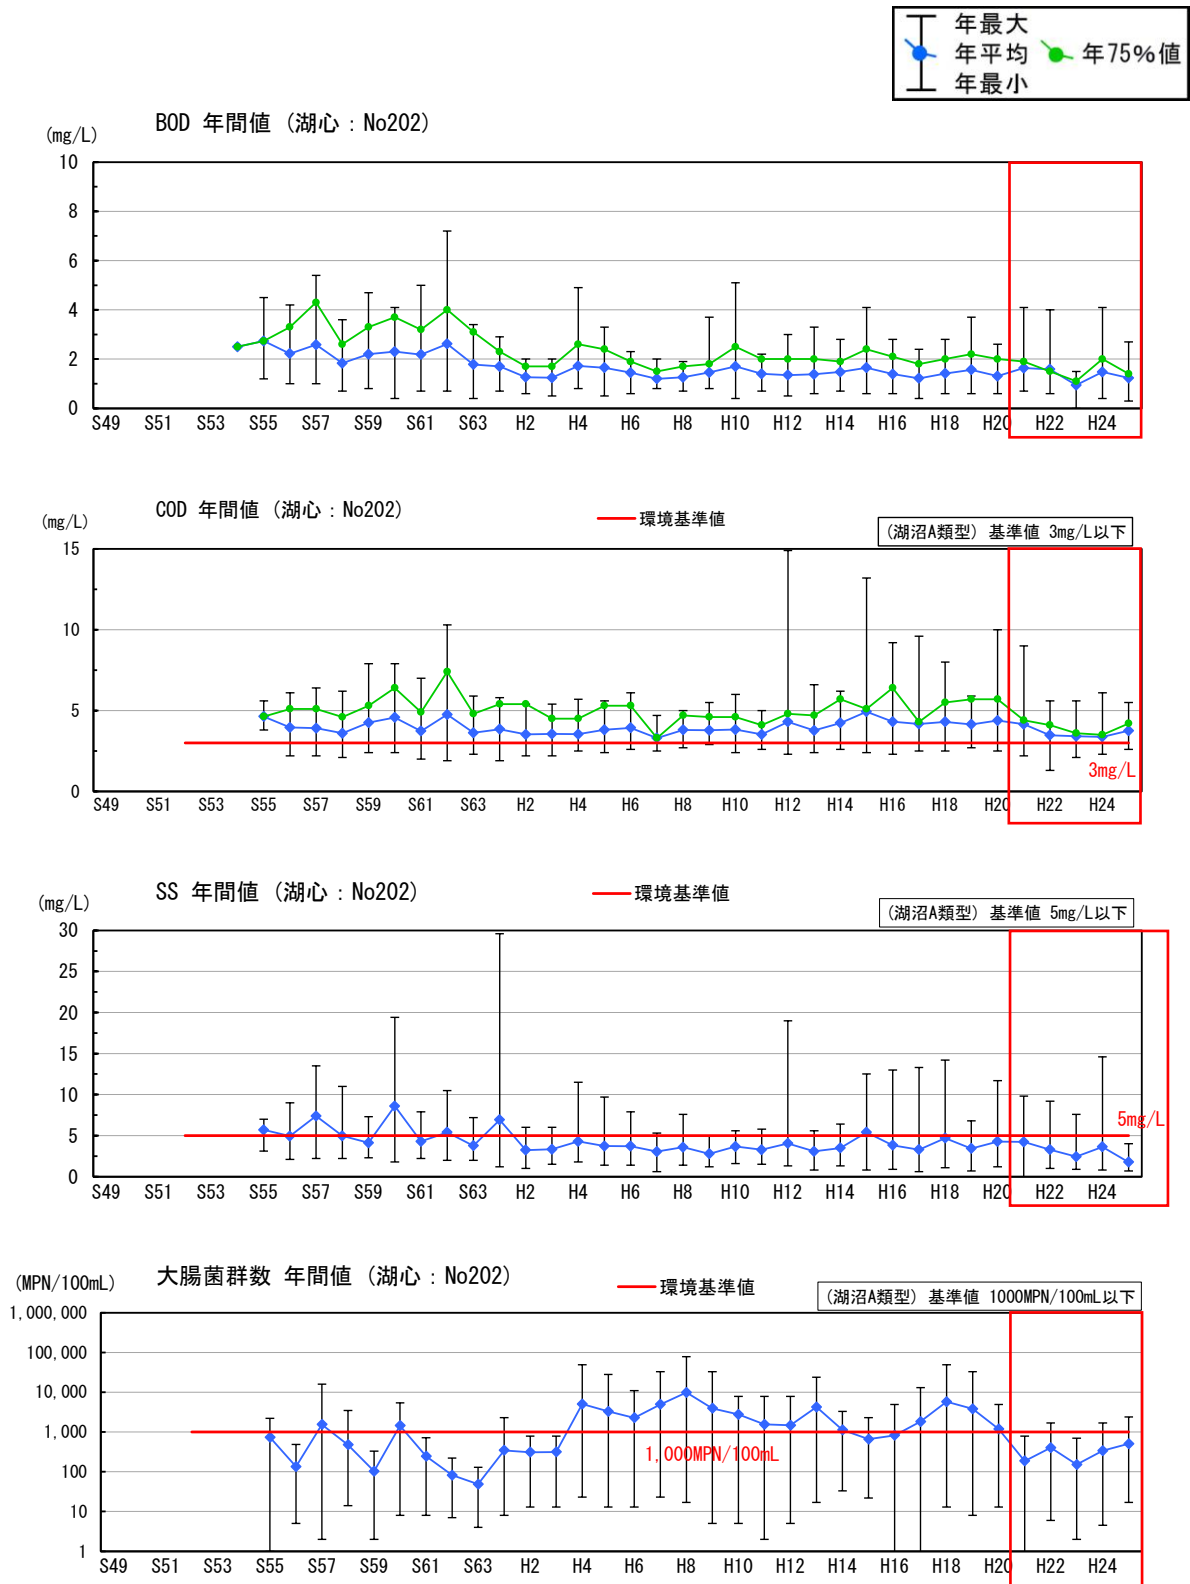 年最大
年平均 年75%値
年最小
BOD 年間値 (湖心：No202)
(mg/L)
10
8
6
4
2
0
S49 S51 S53 S55 S57 S59 S61 S63 H2 H4 H6 H8 H10 H12 H14 H16 H18 H20 H22 H24
COD 年間値 (湖心：No202)
環境基準値
(mg/L)
(湖沼A類型) 基準値 3mg/L以下
15
10
5
3mg/L
0
S49 S51 S53 S55 S57 S59 S61 S63 H2 H4 H6 H8 H10 H12 H14 H16 H18 H20 H22 H24
SS 年間値 (湖心：No202)
環境基準値
(mg/L)
(湖沼A類型) 基準値 5mg/L以下
30
25
20
15
10
5mg/L
5
0
S49 S51 S53 S55 S57 S59 S61 S63 H2 H4 H6 H8 H10 H12 H14 H16 H18 H20 H22 H24
大腸菌群数 年間値 (湖心：No202)
(MPN/100mL)
環境基準値
(湖沼A類型) 基準値 1000MPN/100mL以下
1,000,000
100,000
10,000
1,000
1,000MPN/100mL
100
10
1
S49 S51 S53 S55 S57 S59 S61 S63 H2 H4 H6 H8 H10 H12 H14 H16 H18 H20 H22 H24